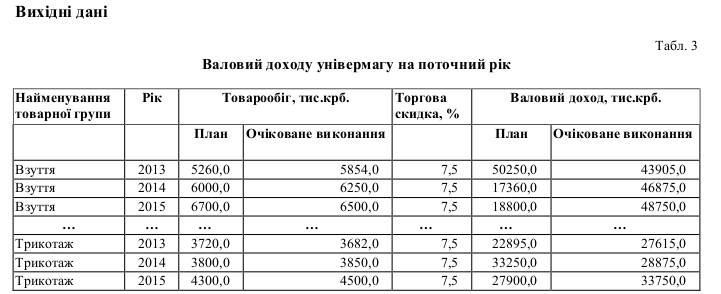 Вихідні дані
Табл. 3
Валовий доходу універмагу на поточний рік
Найменування товарної групи Рік Товарообіг, тис.крб. Торгова скидка, % Валовий доход, тис.крб.
План Очіковане виконання План Очіковане виконання
Взуття 2013 5260,0 5854,0 7,5 50250,0 43905,0
Взуття 2014 6000,0 6250,0 7,5 17360,0 46875,0
Взуття 2015 6700,0 6500,0 7,5 18800,0 48750,0
... ... ... ... ... ... ...
Трикотаж 2013 3720,0 3682,0 7,5 22895,0 27615,0
Трикотаж 2014 3800,0 3850,0 7,5 33250,0 28875,0
Трикотаж 2015 4300,0 4500,0 7,5 27900,0 33750,0